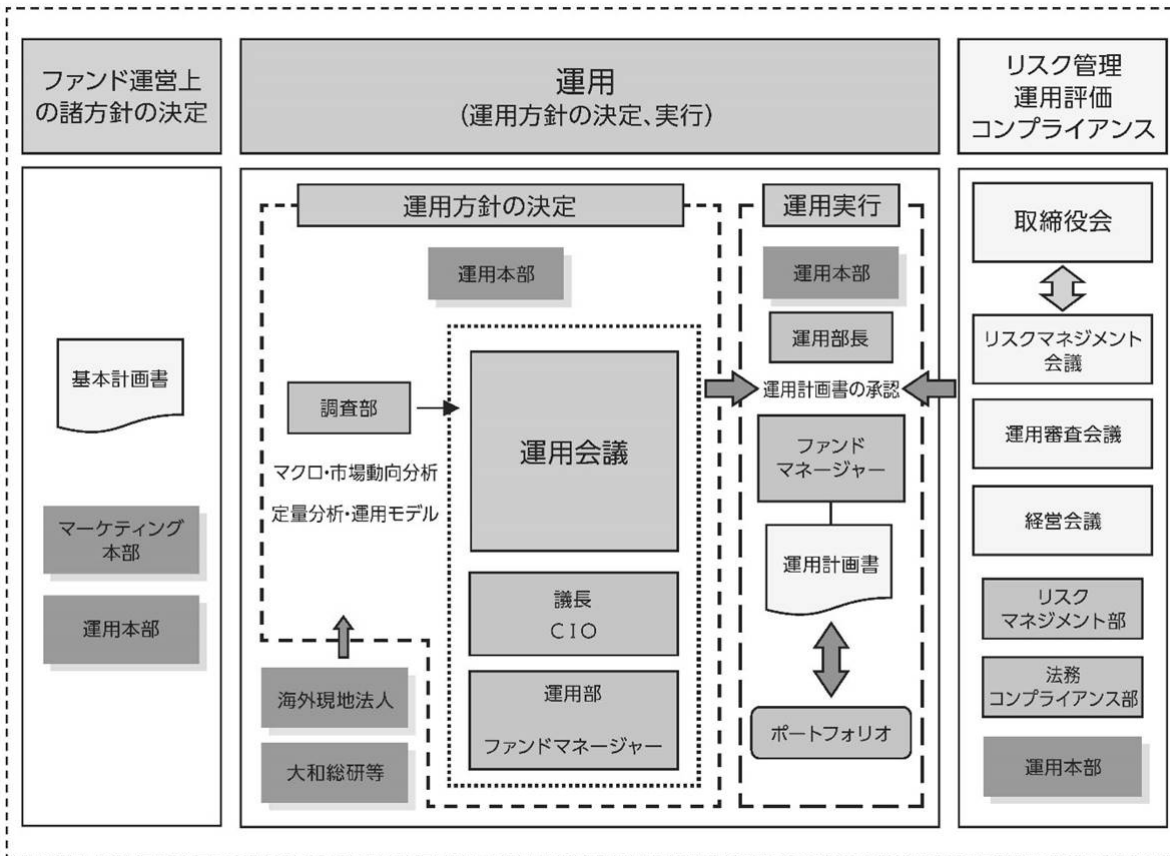 ファンド運営上
の諸方針の決定
運用
(運用方針の決定、実行)
リスク管理
運用評価
コンプライアンス
基本計画書
マーケティング
本部
運用本部
運用方針の決定
運用本部
調査部
マクロ・市場動向分析
定量分析・運用モデル
運用会議
議長
CIO
運用部
ファンドマネージャー
海外現地法人
大和総研等
運用実行
運用本部
運用部長
運用計画書の承認
ファンド
マネージャー
運用計画書
ポートフォリオ
取締役会
リスクマネジメント
会議
運用審査会議
経営会議
リスク
マネジメント部
法務
コンプライアンス部
運用本部